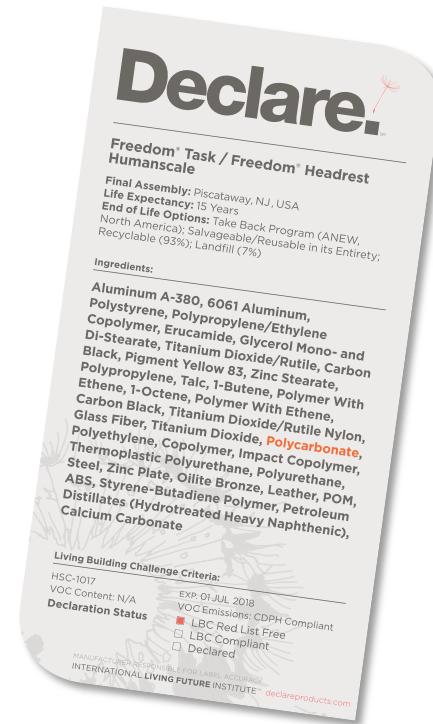 Declare.
Freedom® Task / Freedom® Headrest
Humanscale
Final Assembly: Piscataway, NJ, USA
Life Expectancy: 15 Years
End of Life Options: Take Back Program (ANEW,
North America); Salvageable/Reusable in its Entirety;
Recyclable (93%); Landfill (7%)
Ingredients:
Aluminum A-380, 6061 Aluminum,
Polystyrene, Polypropylene/Ethylene
Copolymer, Erucamide, Glycerol Mono- and
Di-Stearate, Titanium Dioxide/Rutile, Carbon
Black, Pigment Yellow 83, Zinc Stearate,
Polypropylene, Talc, 1-Butene, Polymer With
Ethene, 1-Octene, Polymer With Ethene,
Carbon Black, Titanium Dioxide/Rutile Nylon,
Glass Fiber, Titanium Dioxide, Polycarbonate,
Polyethylene, Copolymer, Impact Copolymer,
Thermoplastic Polyurethane, Polyurethane,
Steel, Zinc Plate, Oilite Bronze, Leather, POM,
ABS, Styrene-Butadiene Polymer, Petroleum
Distillates (Hydrotreated Heavy Naphthenic),
Calcium Carbonate
Living Building Challenge Criteria:
HSC-1017 EXP: 01 JUL 2018
VOC Content: N/A VOC Emissions: CDPH Compliant
Declaration Status LBC Red List Free
LBC Compliant
Declared
MANUFACTURER RESPONSIBLE FOR LABEL ACCURACY
INTERNATIONAL LIVING FUTURE INSTITUTE℠ declareproducts.com